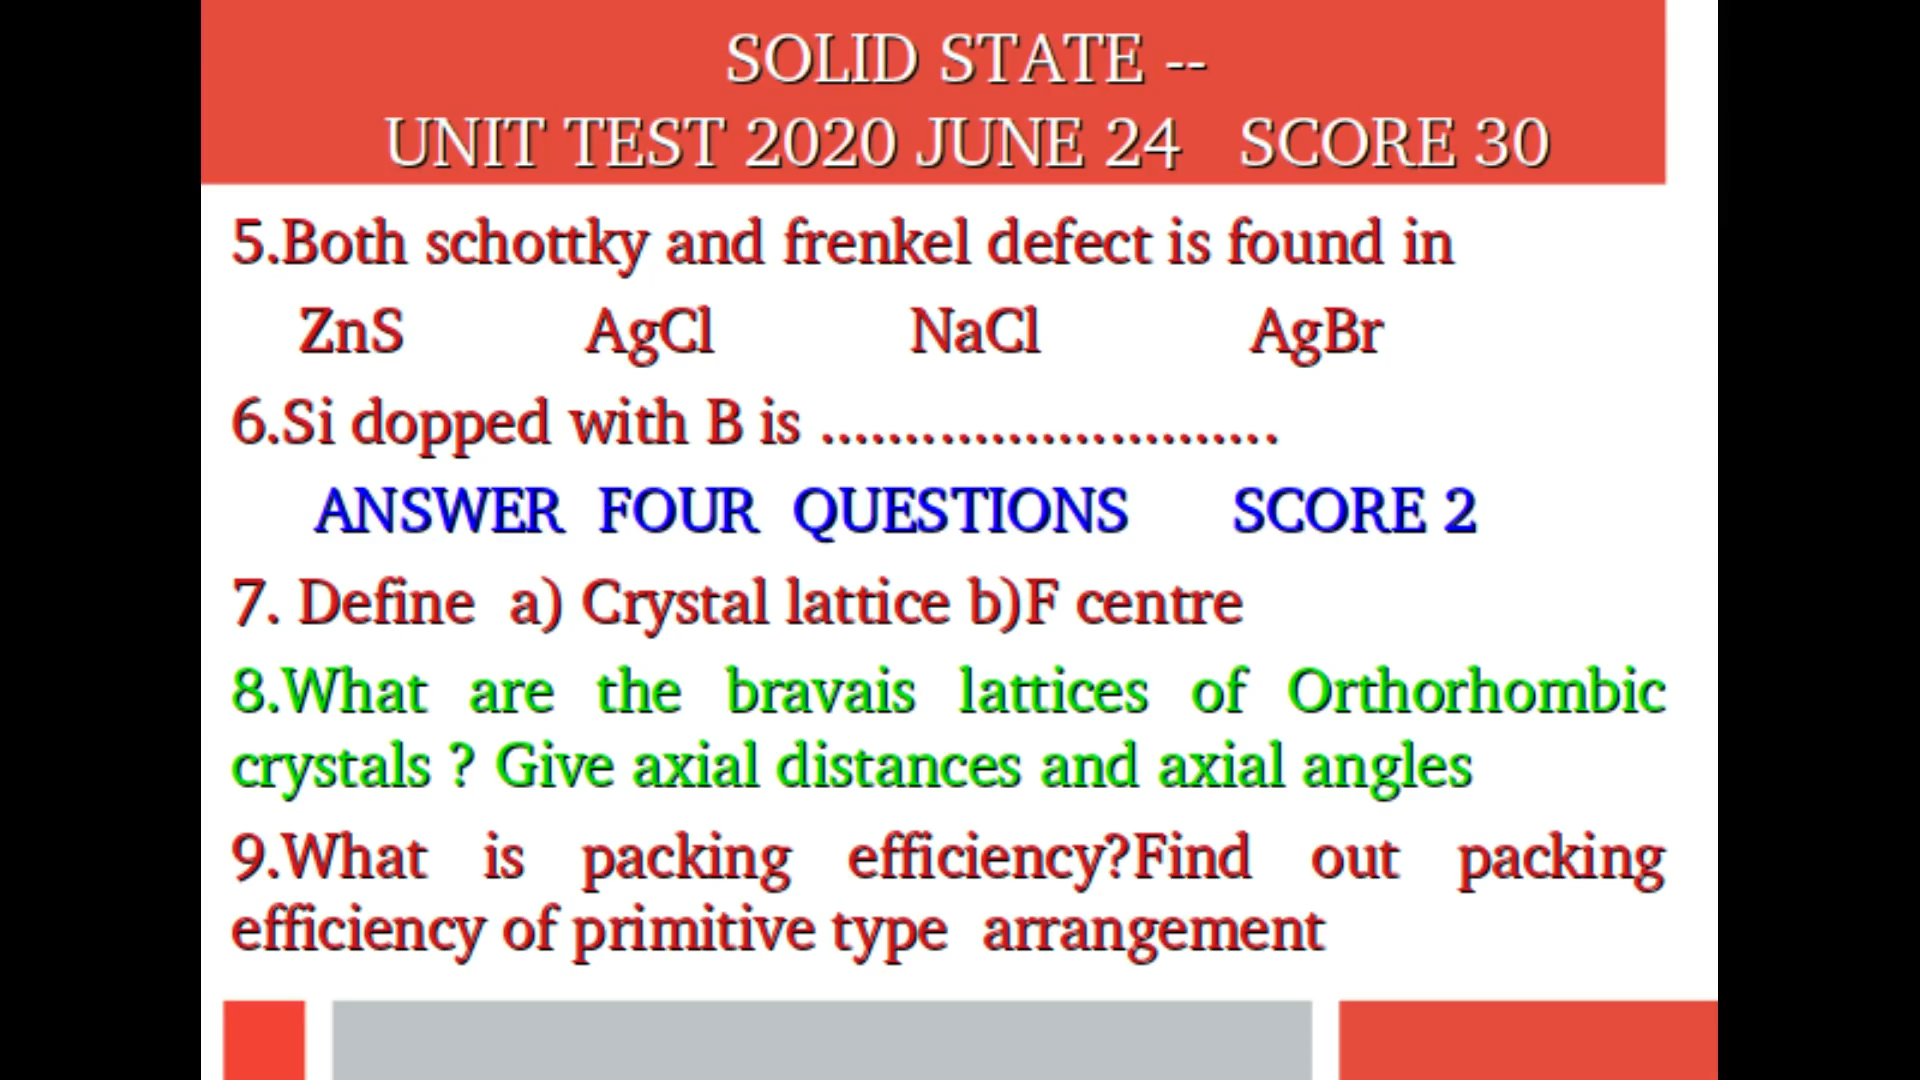 SOLID STATE --
UNIT TEST 2020 JUNE 24 SCORE 30
5.Both schottky and frenkel defect is found in
ZnS AgCl NaCl AgBr
6.Si dopped with B is ..........................
ANSWER FOUR QUESTIONS SCORE 2
7. Define a) Crystal lattice b)F centre
8.What are the bravais lattices of Orthorhombic
crystals ? Give axial distances and axial angles
9.What is packing efficiency?Find out packing
efficiency of primitive type arrangement